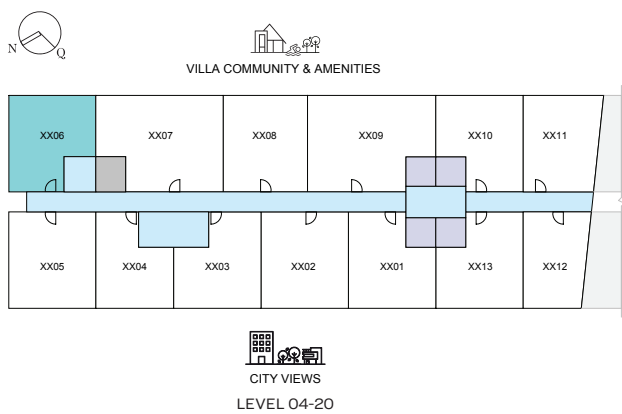 N
Q
VILLA COMMUNITY & AMENITIES
XX06 XX07 XX08 XX09 XX10 XX11
XX05 XX04 XX03 XX02 XX01 XX13 XX12
CITY VIEWS
LEVEL 04-20